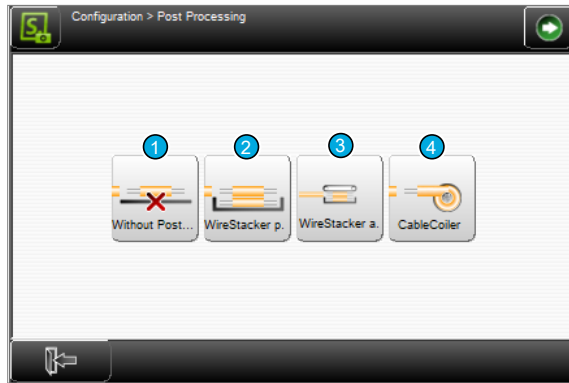 Configuration > Post Processing
1
2
3
4
Without Post...
WireStacker p.
WireStacker a.
CableCoiler